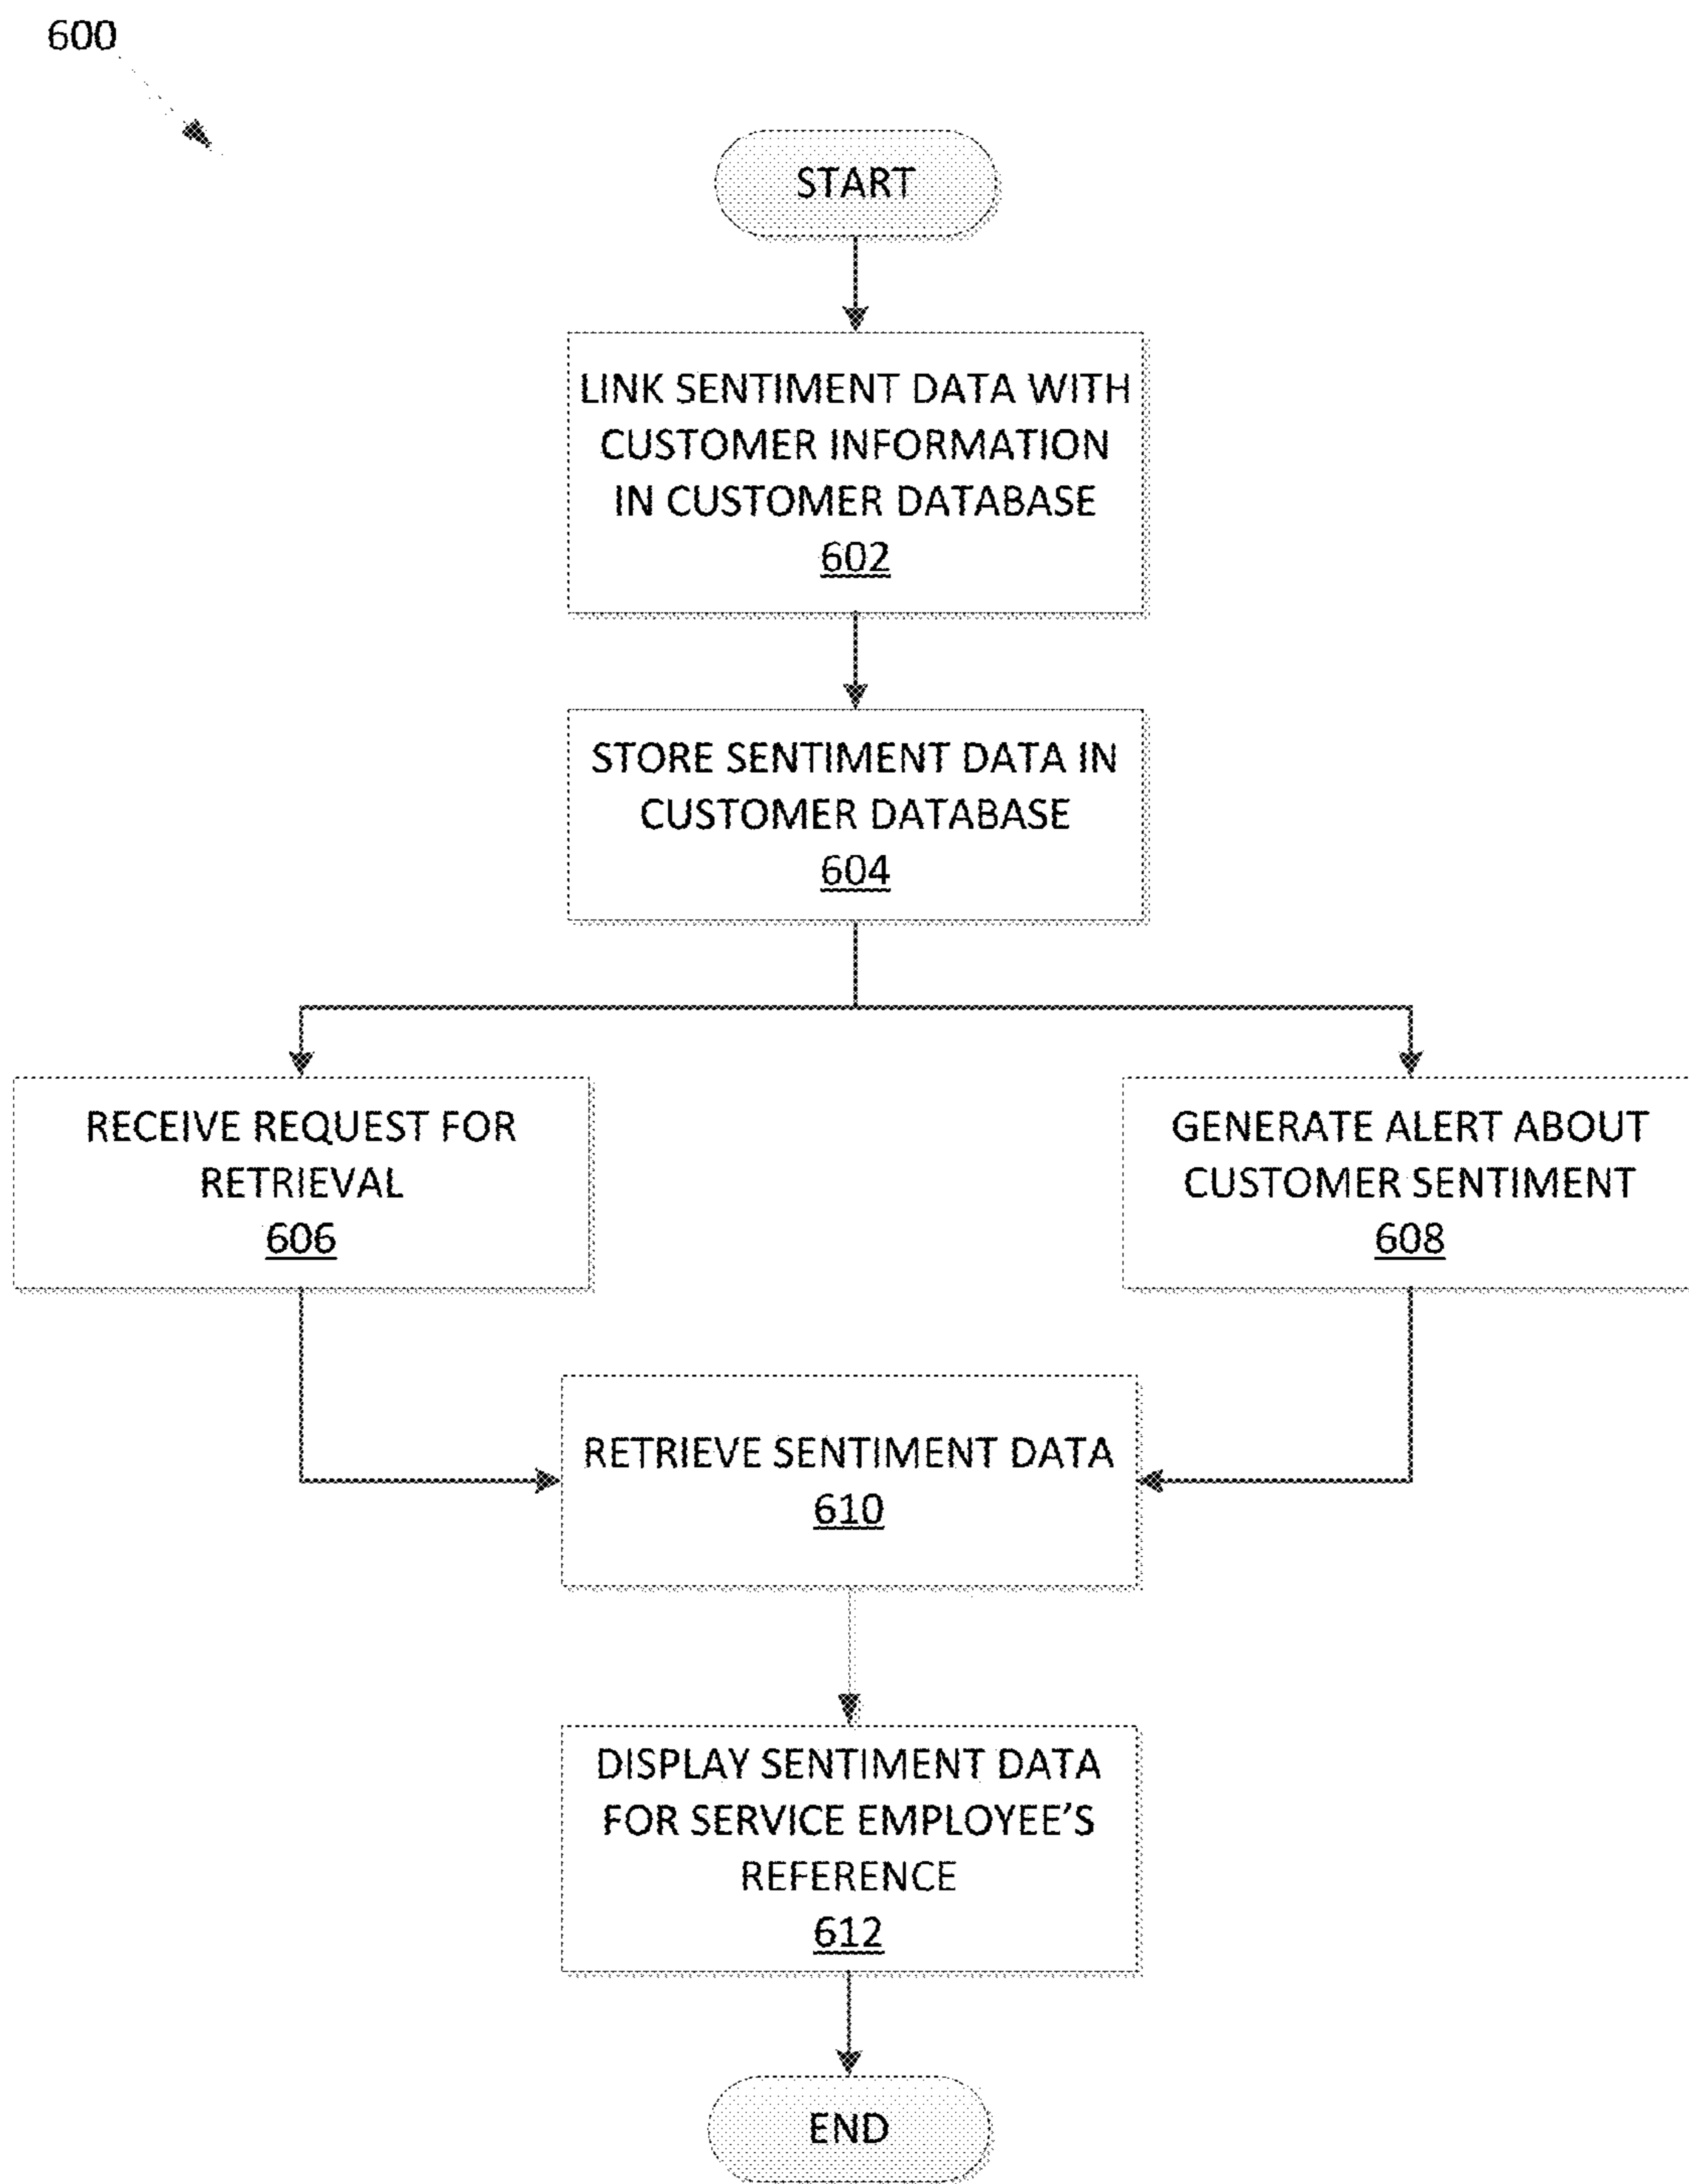 600
START
LINK SENTIMENT DATA WITH
CUSTOMER INFORMATION
IN CUSTOMER DATABASE
602
STORE SENTIMENT DATA IN
CUSTOMER DATABASE
604
RECEIVE REQUEST FOR
RETRIEVAL
606
GENERATE ALERT ABOUT
CUSTOMER SENTIMENT
608
RETRIEVE SENTIMENT DATA
610
DISPLAY SENTIMENT DATA
FOR SERVICE EMPLOYEE'S
REFERENCE
612
END